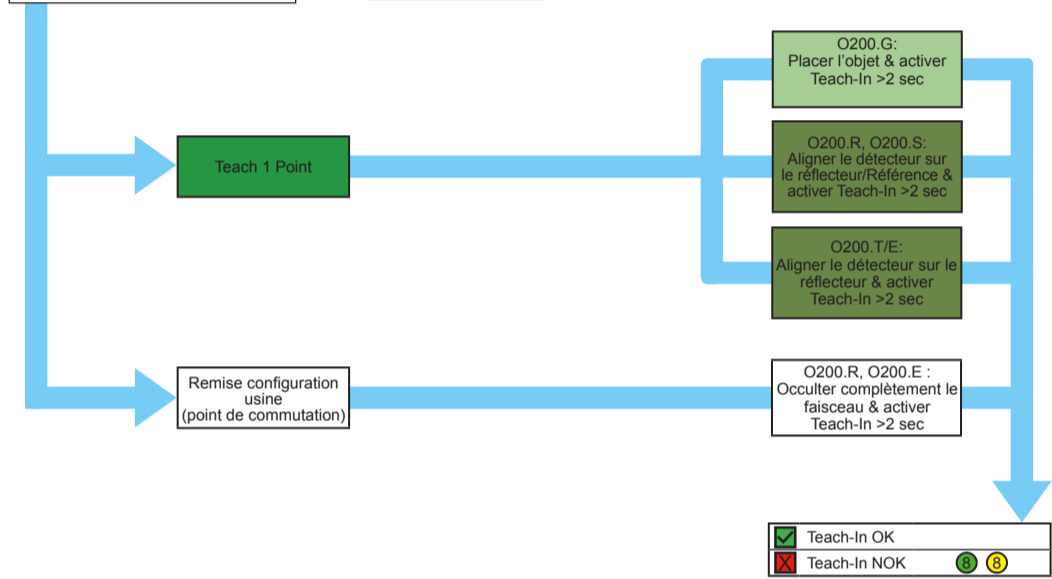 O200.G:
Placer l'objet & activer
Teach-In >2 sec
Teach 1 Point
O200.R, O200.S:
Aligner le détecteur sur
le réflecteur/Référence &
activer Teach-In >2 sec
O200.T/E:
Aligner le détecteur sur le
réflecteur & activer
Teach-In >2 sec
Remise configuration
usine
(point de commutation)
O200.R, O200.E :
Occulter complètement le
faisceau & activer
Teach-In >2 sec
Teach-In OK
Teach-In NOK 8 8